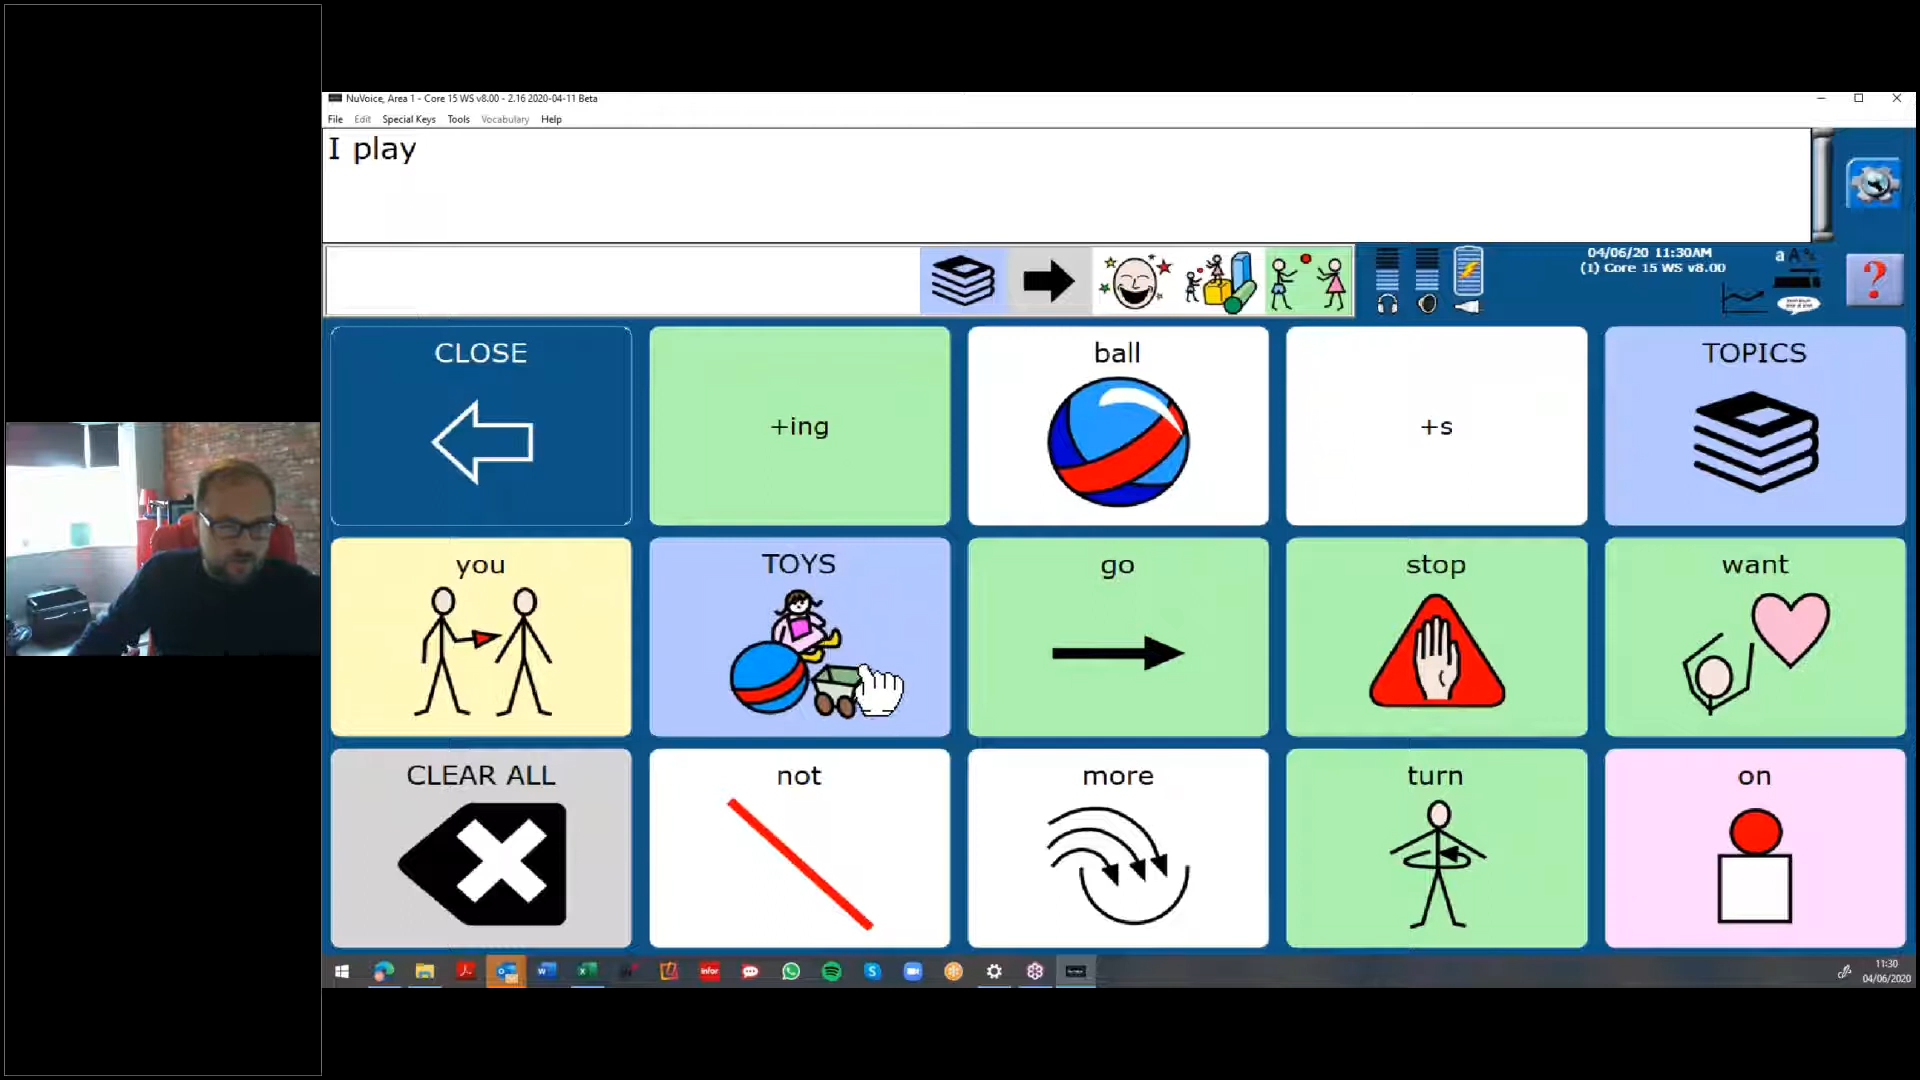 NuVoice, Area 1 - Core 15 WS v8.00 - 2.16 2020-04-11 Beta
File Edit Special Keys Tools Vocabulary Help
I play
04/06/20 11:30AM
(1) Core 15 WS v8.00
CLOSE
+ing
ball
+s
TOPICS
you
TOYS
go
stop
want
CLEAR ALL
not
more
turn
on
infor
11:30
04/06/2020